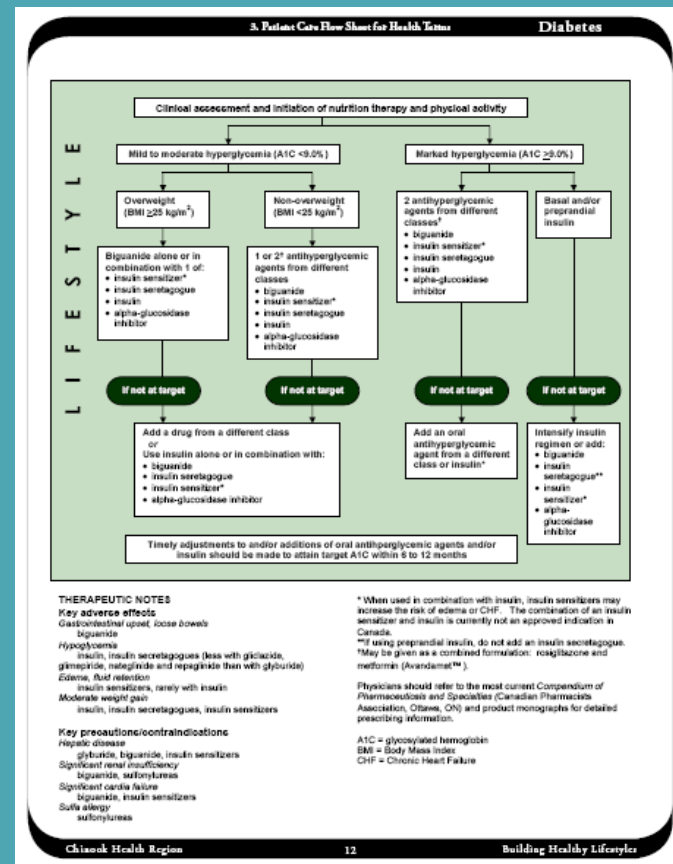 3. Patient Care Flow Sheet for Health Teams
Diabetes
Clinical assessment and initiation of nutrition therapy and physical activity
LIFESTYLE
Mild to moderate hyperglycemia (A1C <9.0%)
Marked hyperglycemia (A1C ≥9.0%)
Overweight
(BMI ≥25 kg/m²)
Non-overweight
(BMI <25 kg/m²)
2 antihyperglycemic
agents from different
classes†
• biguanide
• insulin sensitizer*
• insulin seretagogue
• insulin
• alpha-glucosidase
inhibitor
Basal and/or
preprandial
insulin
Biguanide alone or in
combination with 1 of:
• insulin sensitizer*
• insulin seretagogue
• insulin
• alpha-glucosidase
inhibitor
1 or 2† antihyperglycemic
agents from different
classes
• biguanide
• insulin sensitizer*
• insulin seretagogue
• insulin
• alpha-glucosidase
inhibitor
If not at target
If not at target
If not at target
If not at target
Add a drug from a different class
or
Use insulin alone or in combination with:
• biguanide
• insulin seretagogue
• insulin sensitizer*
• alpha-glucosidase inhibitor
Add an oral
antihyperglycemic
agent from a different
class or insulin*
Intensify insulin
regimen or add:
• biguanide
• insulin
seretagogue**
• insulin
sensitizer*
• alpha-
glucosidase
inhibitor
Timely adjustments to and/or additions of oral antihperglycemic agents and/or
insulin should be made to attain target A1C within 6 to 12 months
THERAPEUTIC NOTES
Key adverse effects
Gastrointestinal upset, loose bowels
biguanide
Hypoglycemia
insulin, insulin secretagogues (less with gliclazide,
glimepiride, nateglinide and repaglinide than with glyburide)
Edema, fluid retention
insulin sensitizers, rarely with insulin
Moderate weight gain
insulin, insulin secretagogues, insulin sensitizers
Key precautions/contraindications
Hepatic disease
glyburide, biguanide, insulin sensitizers
Significant renal insufficiency
biguanide, sulfonylureas
Significant cardia failure
biguanide, insulin sensitizers
Sulfa allergy
sulfonylureas
* When used in combination with insulin, insulin sensitizers may
increase the risk of edema or CHF. The combination of an insulin
sensitizer and insulin is currently not an approved indication in
Canada.
**If using preprandial insulin, do not add an insulin secretagogue.
†May be given as a combined formulation: rosiglitazone and
metformin (Avandamet™ ).
Physicians should refer to the most current Compendium of
Pharmaceuticals and Specialties (Canadian Pharmacists
Association, Ottawa, ON) and product monographs for detailed
prescribing information.
A1C = glycosylated hemoglobin
BMI = Body Mass Index
CHF = Chronic Heart Failure
Chinook Health Region
12
Building Healthy Lifestyles